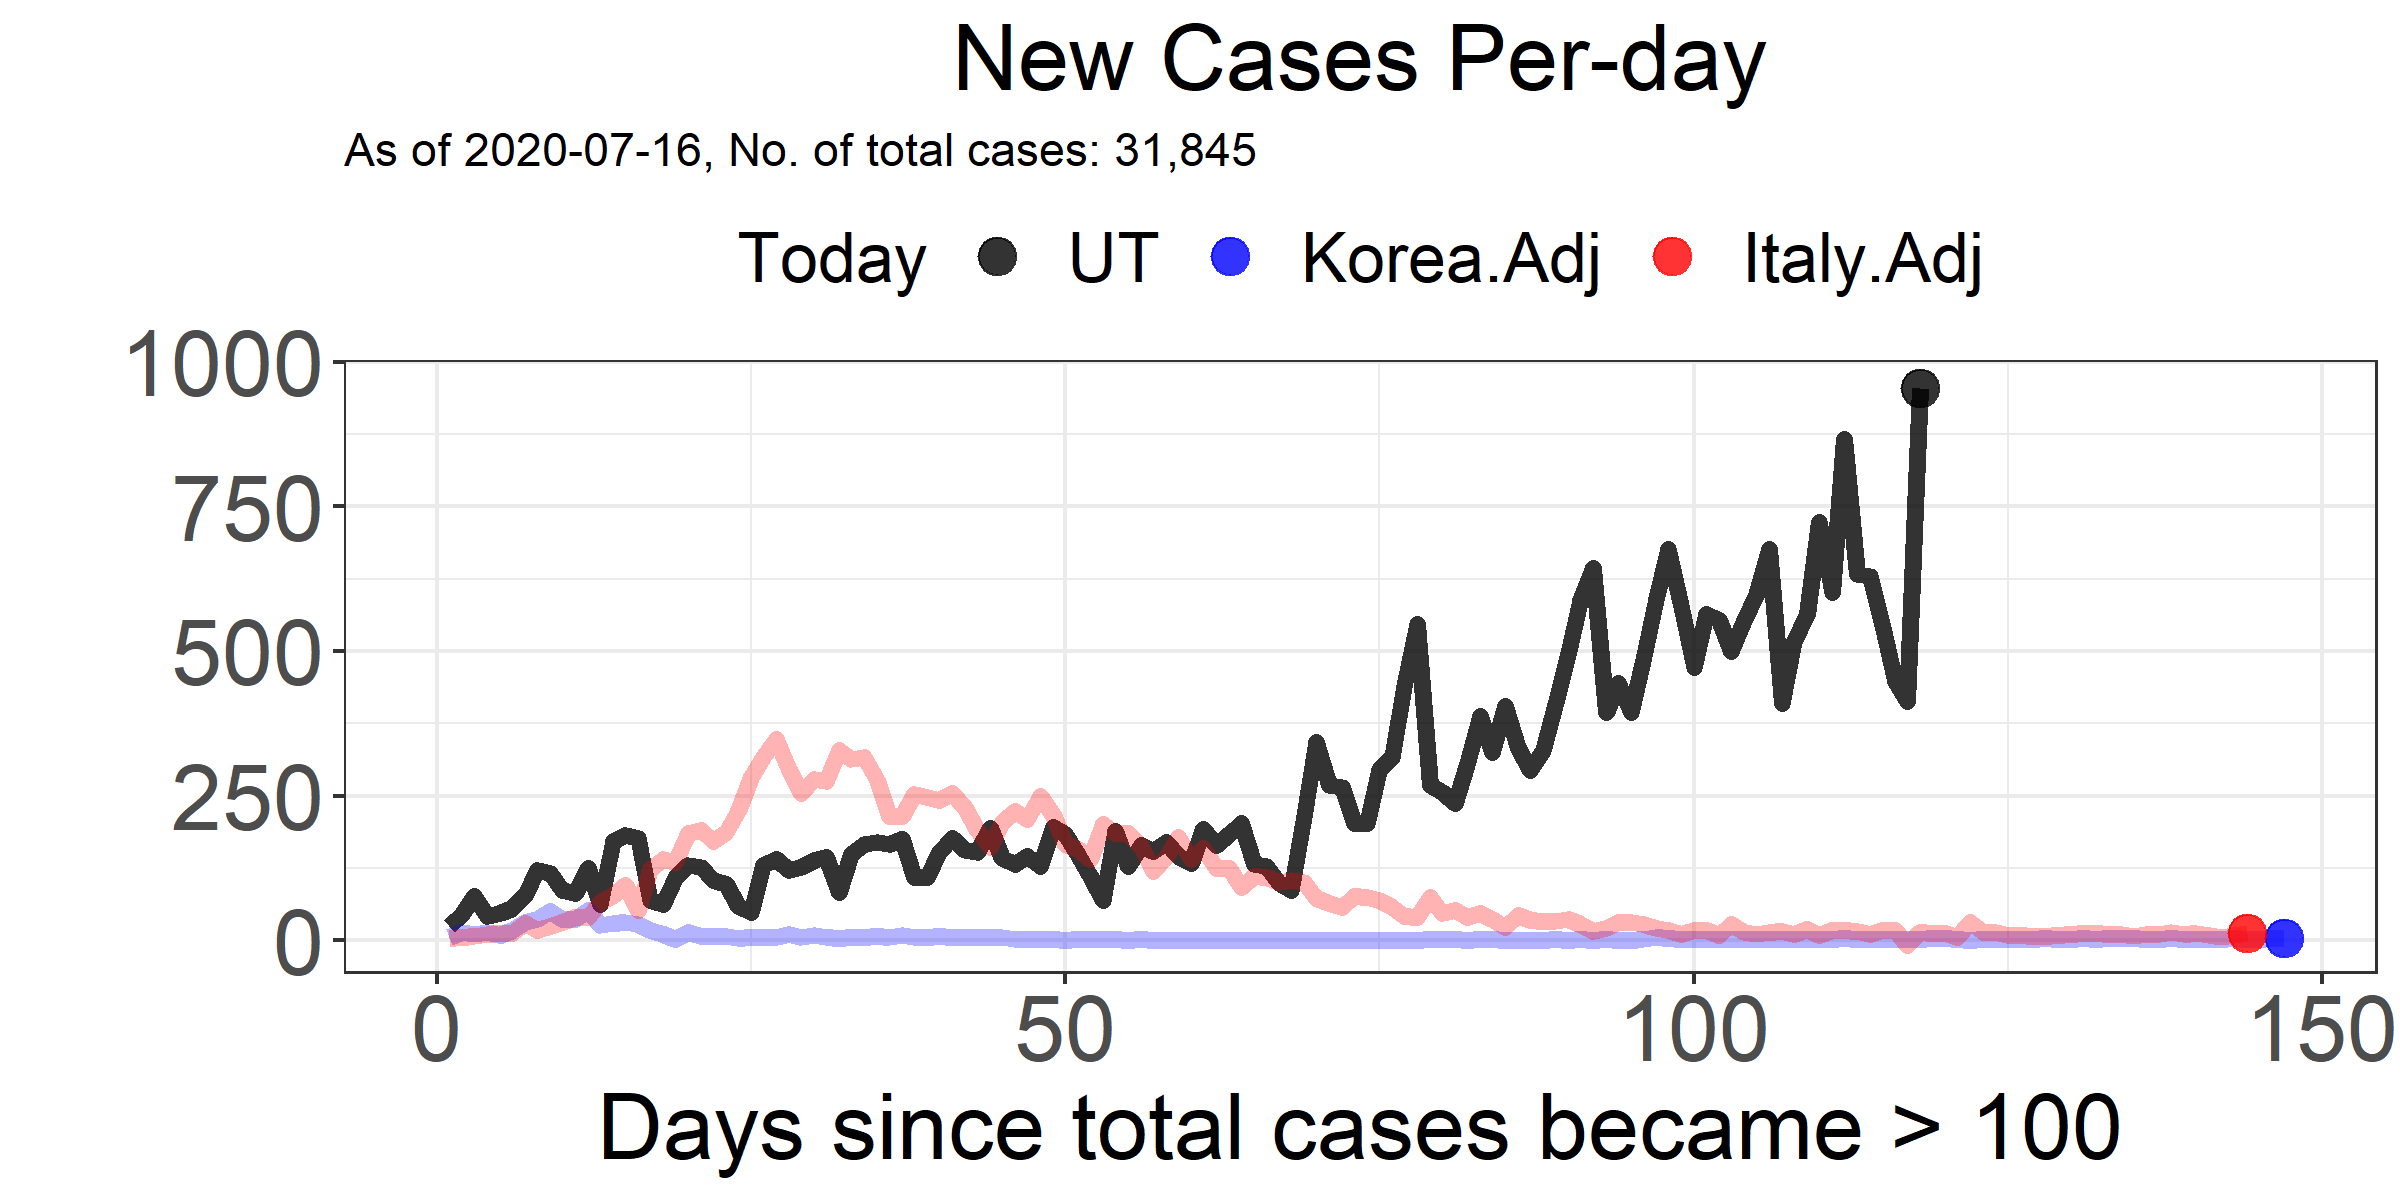 New Cases Per-day
As of 2020-07-16, No. of total cases: 31,845
Today UT Korea.Adj Italy.Adj
1000
750
500
250
0
0 50 100 150
Days since total cases became > 100